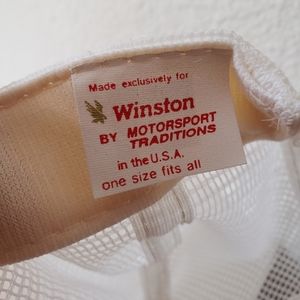 Made exclusively for
Winston
BY MOTORSPORT
TRADITIONS
in the U.S.A.
one size fits all